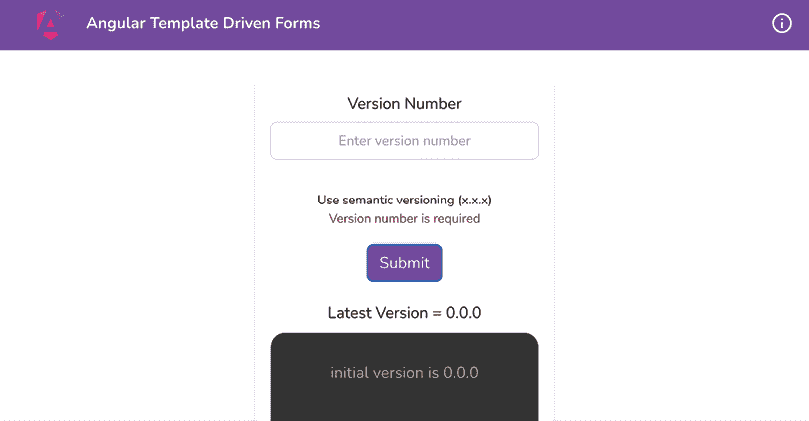 Angular Template Driven Forms
Version Number
Enter version number
Use semantic versioning (x.x.x)
Version number is required
Submit
Latest Version = 0.0.0
initial version is 0.0.0